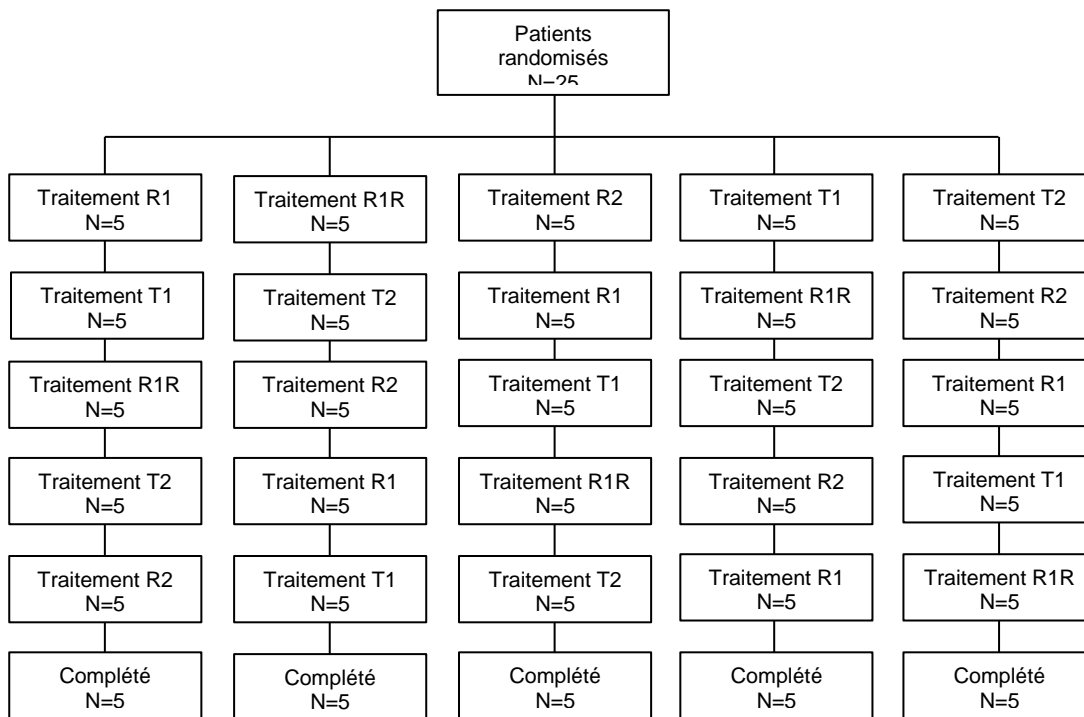 Patients
randomisés
N=25
Traitement R1
N=5
Traitement R1R
N=5
Traitement R2
N=5
Traitement T1
N=5
Traitement T2
N=5
Traitement T1
N=5
Traitement T2
N=5
Traitement R1
N=5
Traitement R1R
N=5
Traitement R2
N=5
Traitement R1R
N=5
Traitement R2
N=5
Traitement T1
N=5
Traitement T2
N=5
Traitement R1
N=5
Traitement T2
N=5
Traitement R1
N=5
Traitement R1R
N=5
Traitement R2
N=5
Traitement T1
N=5
Traitement R2
N=5
Traitement T1
N=5
Traitement T2
N=5
Traitement R1
N=5
Traitement R1R
N=5
Complété
N=5
Complété
N=5
Complété
N=5
Complété
N=5
Complété
N=5